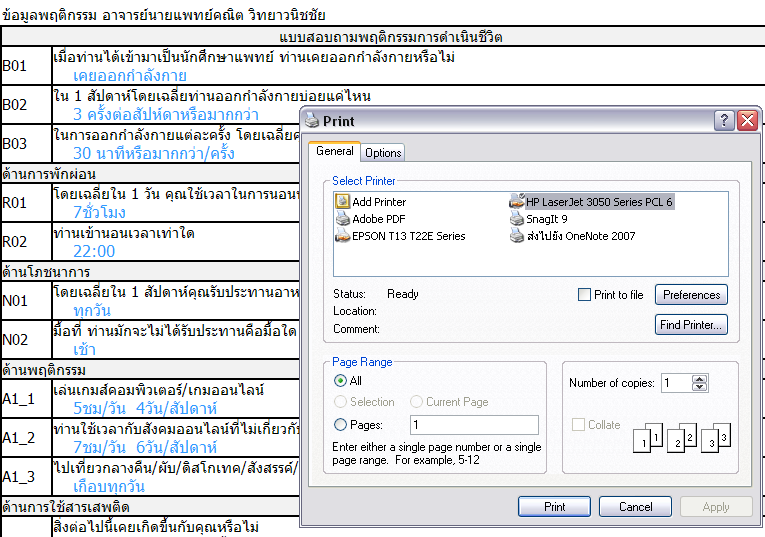 ข้อมูลพฤติกรรม อาจารย์นายแพทย์คณิต วิทยาวนิชชัย
แบบสอบถามพฤติกรรมการดำเนินชีวิต
B01
เมื่อท่านได้เข้ามาเป็นนักศึกษาแพทย์ ท่านเคยออกกำลังกายหรือไม่
เคยออกกำลังกาย
B02
ใน 1 สัปดาห์โดยเฉลี่ยท่านออกกำลังกายบ่อยแค่ไหน
3 ครั้งต่อสัปห์ดาหรือมากกว่า
B03
ในการออกกำลังกายแต่ละครั้ง โดยเฉลี่ย
30 นาทีหรือมากกว่า/ครั้ง
ด้านการพักผ่อน
R01
โดยเฉลี่ยใน 1 วัน คุณใช้เวลาในการนอน
7ชั่วโมง
R02
ท่านเข้านอนเวลาเท่าใด
22:00
ด้านโภชนาการ
N01
โดยเฉลี่ยใน 1 สัปดาห์คุณรับประทานอาห
ทุกวัน
N02
มื้อที่ ท่านมักจะไม่ได้รับประทานคือมื้อใด
เช้า
ด้านพฤติกรรม
A1_1
เล่นเกมส์คอมพิวเตอร์/เกมออนไลน์
5ชม/วัน 4วัน/สัปดาห์
A1_2
ท่านใช้เวลากับสังคมออนไลน์ที่ไม่เกี่ยวกับ
7ชม/วัน 6วัน/สัปดาห์
A1_3
ไปเที่ยวกลางคืน/ผับ/ดิสโกเทค/สังสรรค์/
เกือบทุกวัน
ด้านการใช้สารเสพติด
สิ่งต่อไปนี้เคยเกิดขึ้นกับคุณหรือไม่
Print
General
Options
Select Printer
Add Printer
HP LaserJet 3050 Series PCL 6
Adobe PDF
SnagIt 9
EPSON T13 T22E Series
ส่งไปยัง OneNote 2007
Status: Ready
Print to file
Preferences
Location:
Comment:
Find Printer...
Page Range
All
Selection
Current Page
Pages:
1
Enter either a single page number or a single
page range. For example, 5-12
Number of copies:
1
Collate
1 1 2 2 3 3
Print
Cancel
Apply